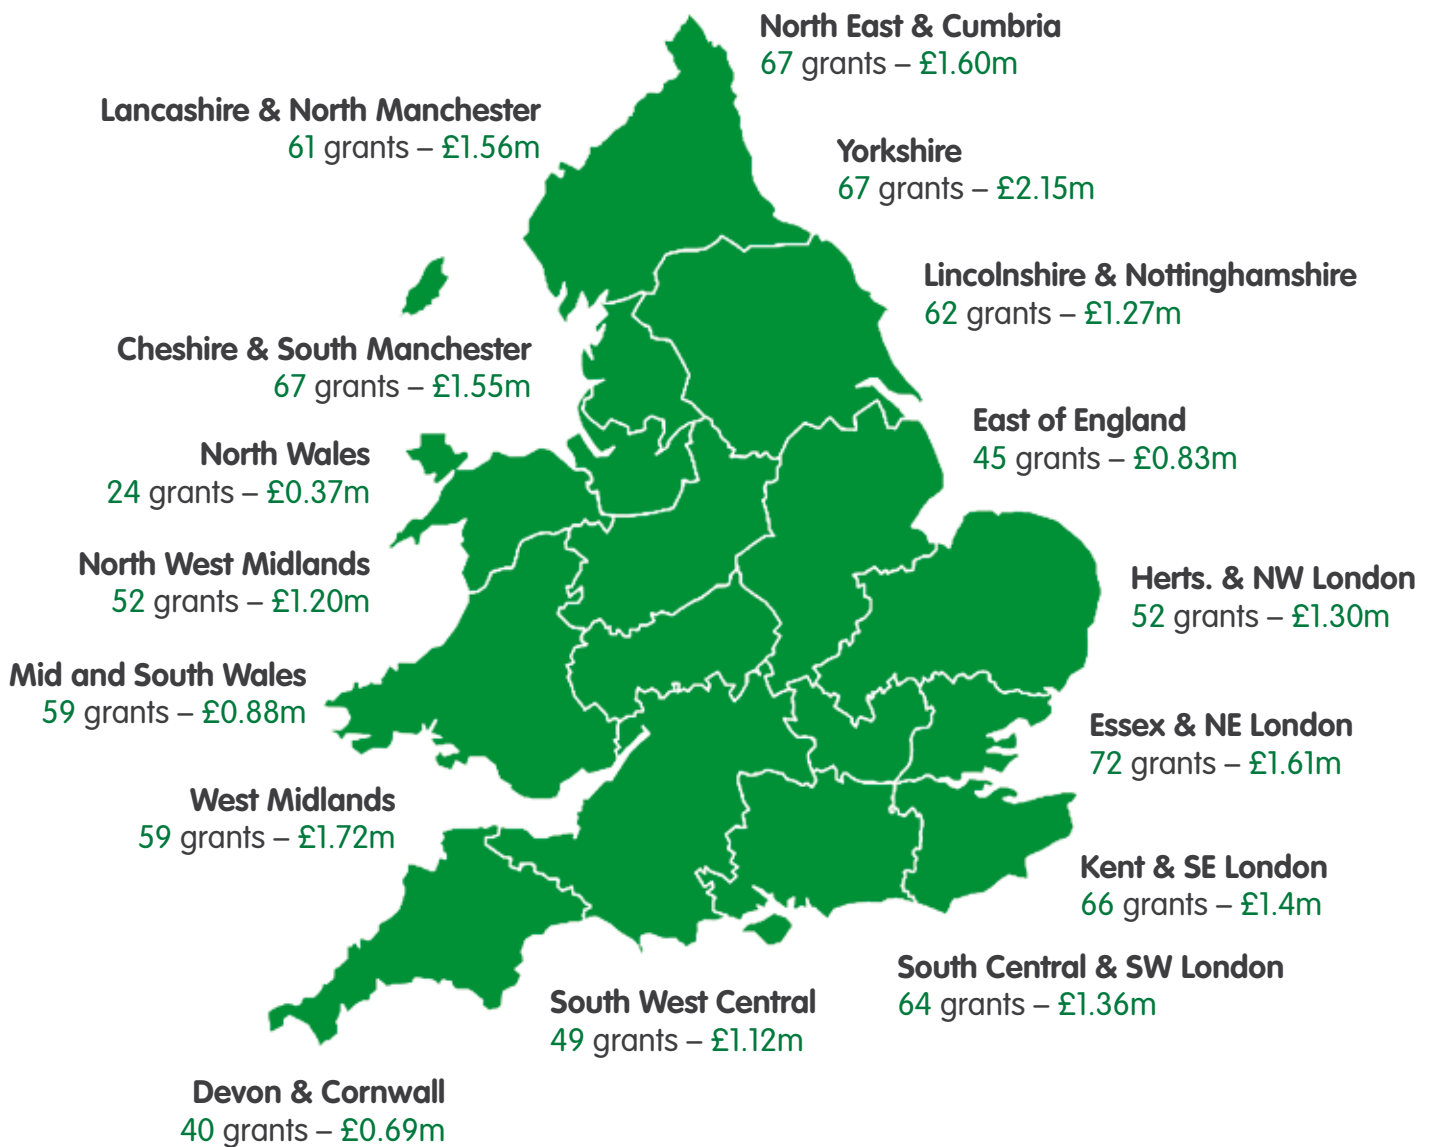 North East & Cumbria
67 grants – £1.60m
Lancashire & North Manchester
61 grants – £1.56m
Yorkshire
67 grants – £2.15m
Lincolnshire & Nottinghamshire
62 grants – £1.27m
Cheshire & South Manchester
67 grants – £1.55m
East of England
45 grants – £0.83m
North Wales
24 grants – £0.37m
North West Midlands
52 grants – £1.20m
Herts. & NW London
52 grants – £1.30m
Mid and South Wales
59 grants – £0.88m
Essex & NE London
72 grants – £1.61m
West Midlands
59 grants – £1.72m
Kent & SE London
66 grants – £1.4m
South Central & SW London
64 grants – £1.36m
South West Central
49 grants – £1.12m
Devon & Cornwall
40 grants – £0.69m